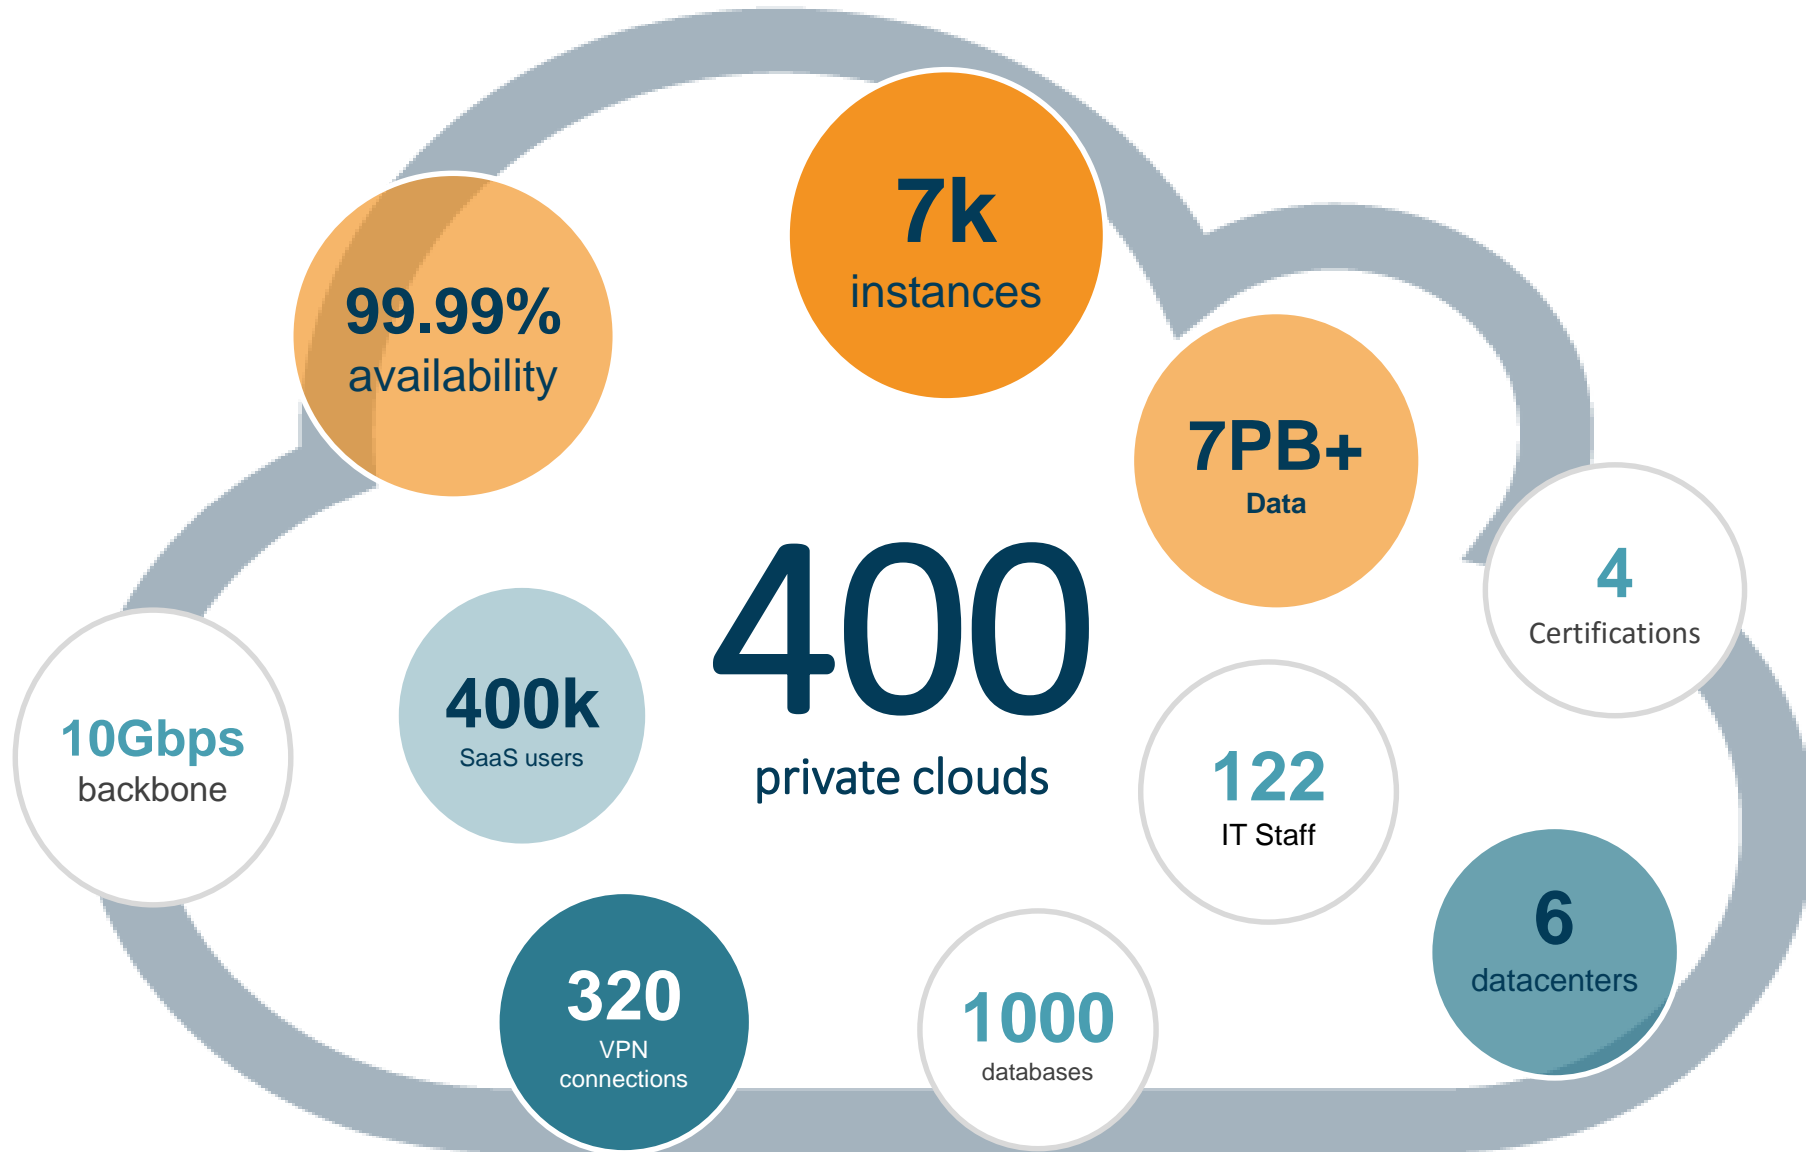 7k
instances
99.99%
availability
7PB+
Data
400
private clouds
4
Certifications
400k
SaaS users
10Gbps
backbone
122
IT Staff
6
datacenters
320
VPN
connections
1000
databases